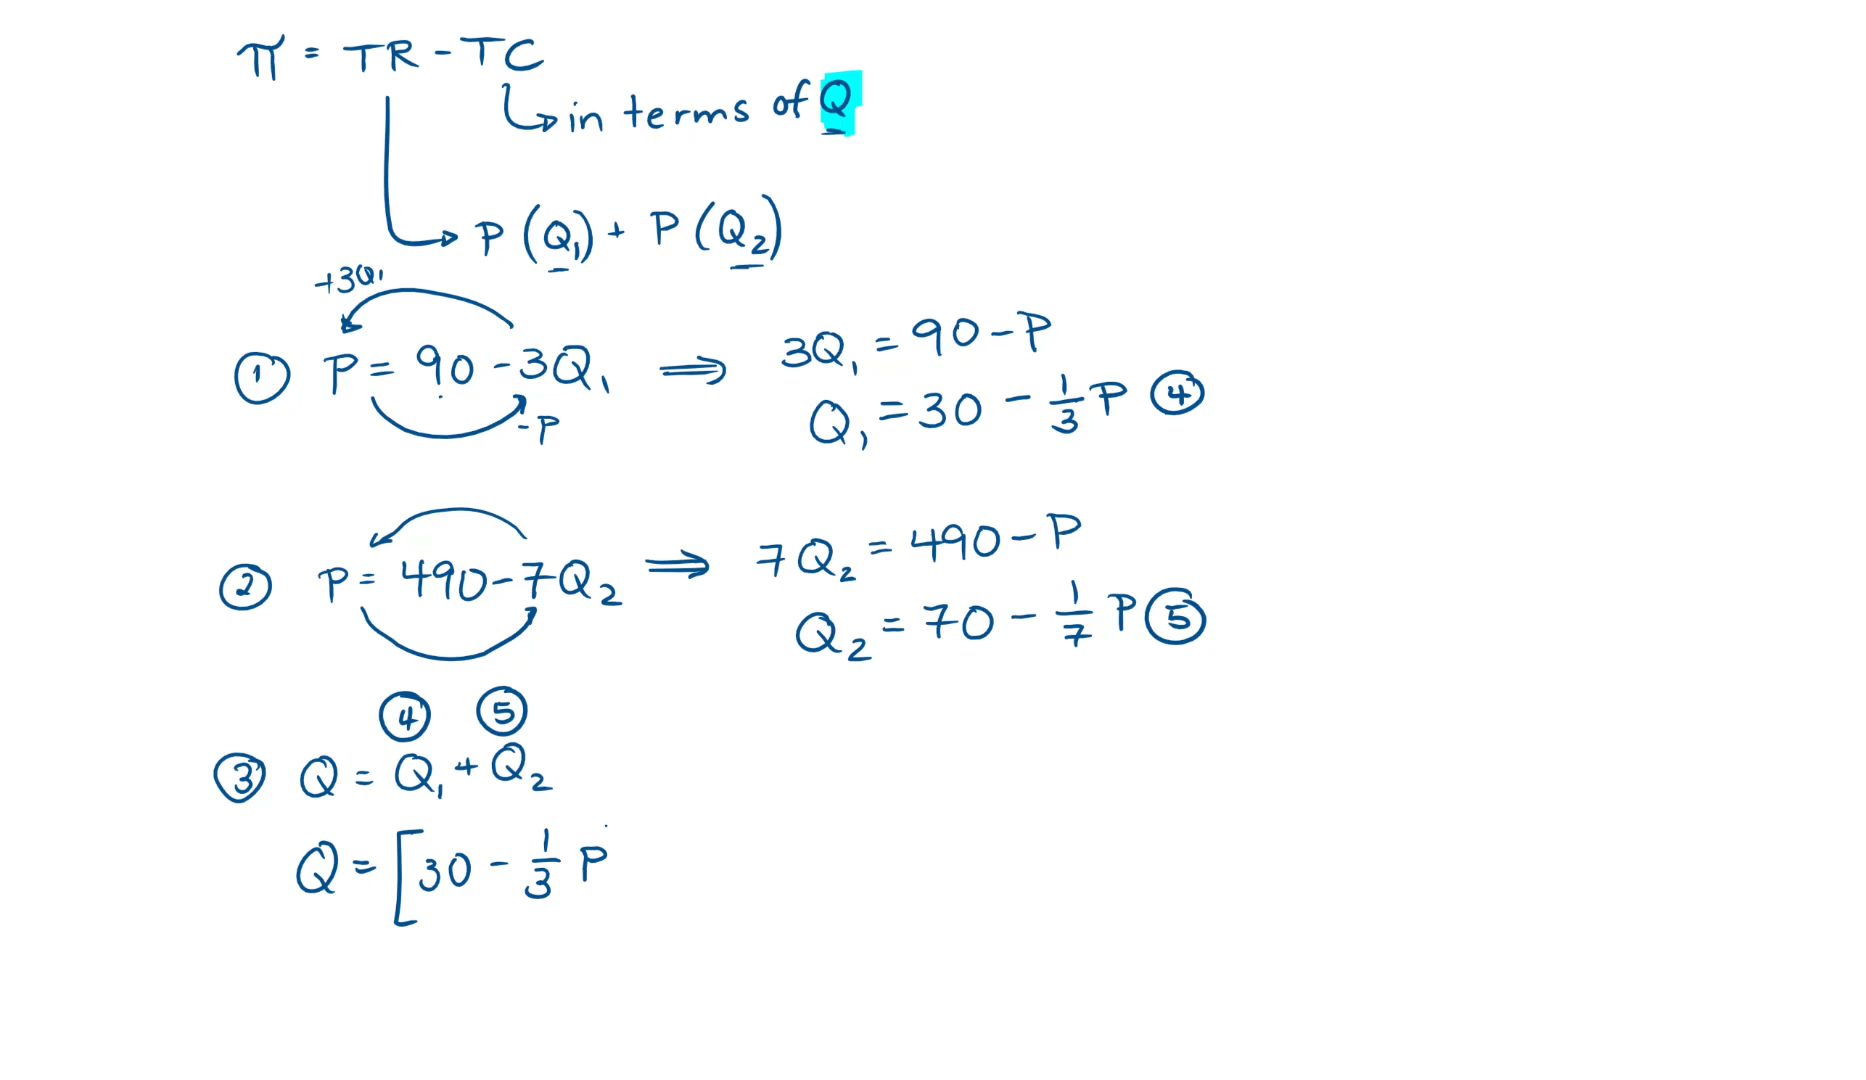 π = TR - TC
in terms of Q
P (Q₁) + P (Q₂)
+3Q₁
① P = 90 - 3Q₁ ⟹ 3Q₁ = 90 - P
-P
Q₁ = 30 - 1/3 P ④
② P = 490 - 7Q₂ ⟹ 7Q₂ = 490 - P
Q₂ = 70 - 1/7 P ⑤
④ ⑤
③ Q = Q₁ + Q₂
Q = [30 - 1/3 P